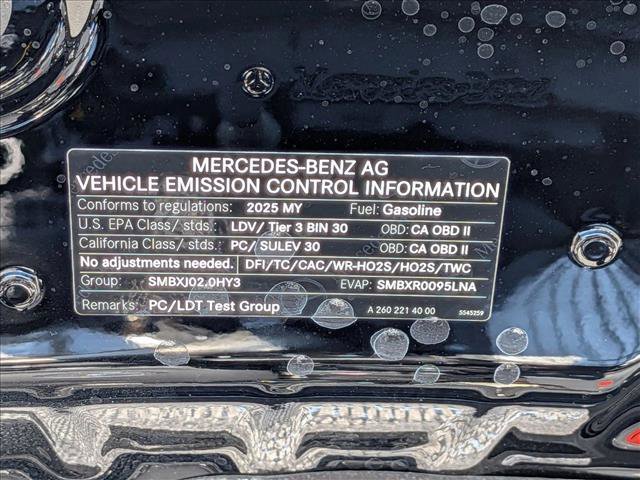 MERCEDES-BENZ AG
VEHICLE EMISSION CONTROL INFORMATION
Conforms to regulations: 2025 MY Fuel: Gasoline
U.S. EPA Class/ stds.: LDV/ Tier 3 BIN 30 OBD: CA OBD II
California Class/ stds.: PC/ SULEV 30 OBD: CA OBD II
No adjustments needed. DFI/TC/CAC/WR-HO2S/HO2S/TWC
Group: SMBXJ02.0HY3 EVAP: SMBXR0095LNA
Remarks: PC/LDT Test Group A 260 221 40 00 5545259